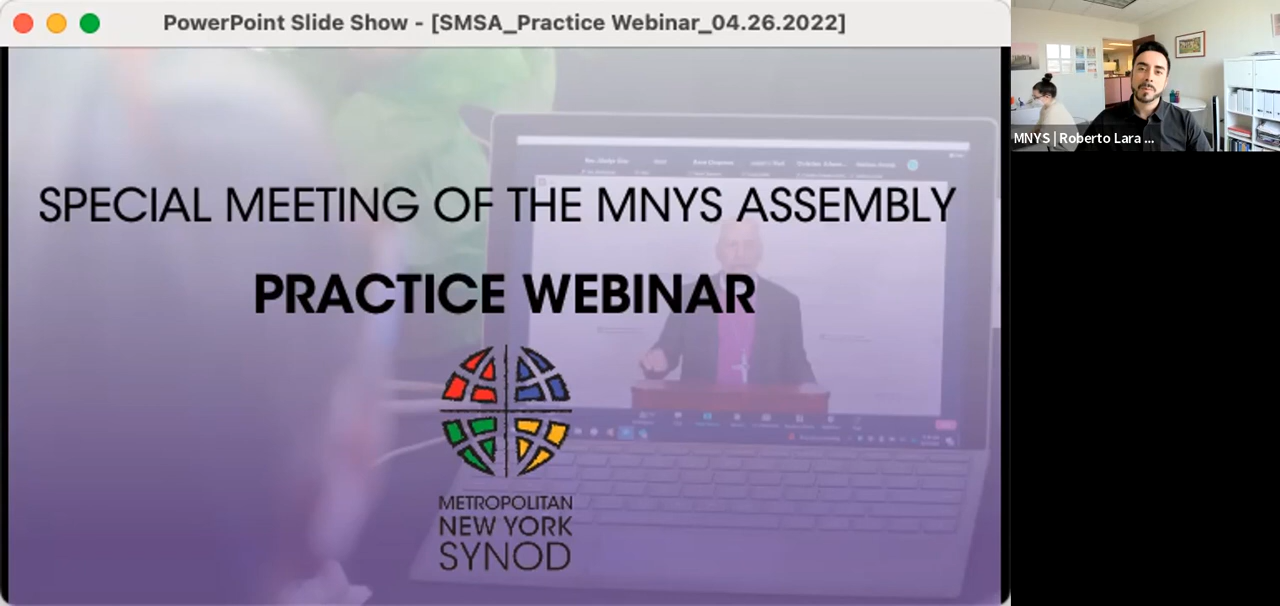 PowerPoint Slide Show - [SMSA_Practice Webinar_04.26.2022]
MNYS | Roberto Lara ...
SPECIAL MEETING OF THE MNYS ASSEMBLY
PRACTICE WEBINAR
METROPOLITAN
NEW YORK
SYNOD